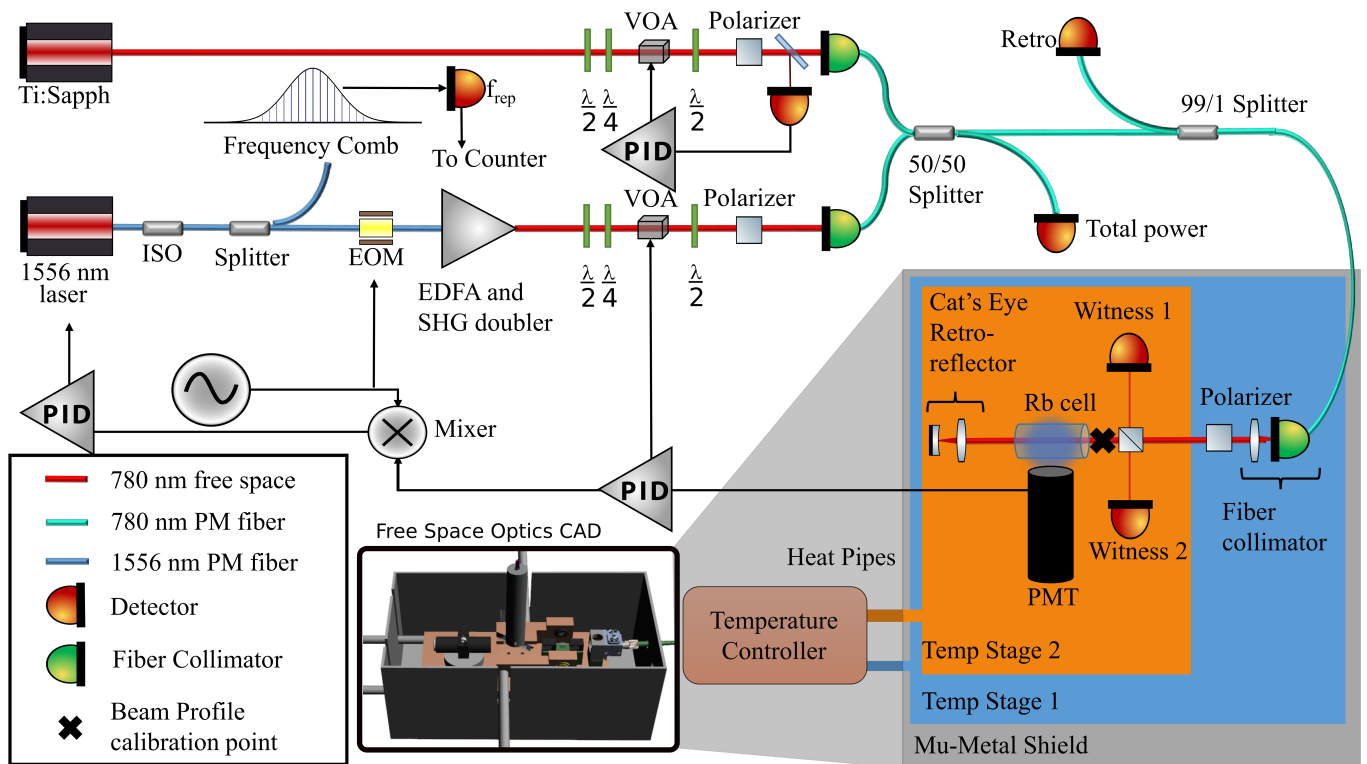 Ti:Sapph
VOA
Polarizer
Retro
99/1 Splitter
f_rep
λ/2
λ/4
λ/2
Frequency Comb
To Counter
PID
50/50
Splitter
Total power
VOA
Polarizer
ISO
Splitter
EOM
1556 nm
laser
EDFA and
SHG doubler
λ/2
λ/4
λ/2
Cat's Eye
Retro-
reflector
Witness 1
Rb cell
Polarizer
PID
Mixer
PID
Witness 2
Fiber
collimator
PMT
780 nm free space
780 nm PM fiber
1556 nm PM fiber
Detector
Fiber Collimator
Beam Profile
calibration point
Free Space Optics CAD
Heat Pipes
Temperature
Controller
Temp Stage 2
Temp Stage 1
Mu-Metal Shield